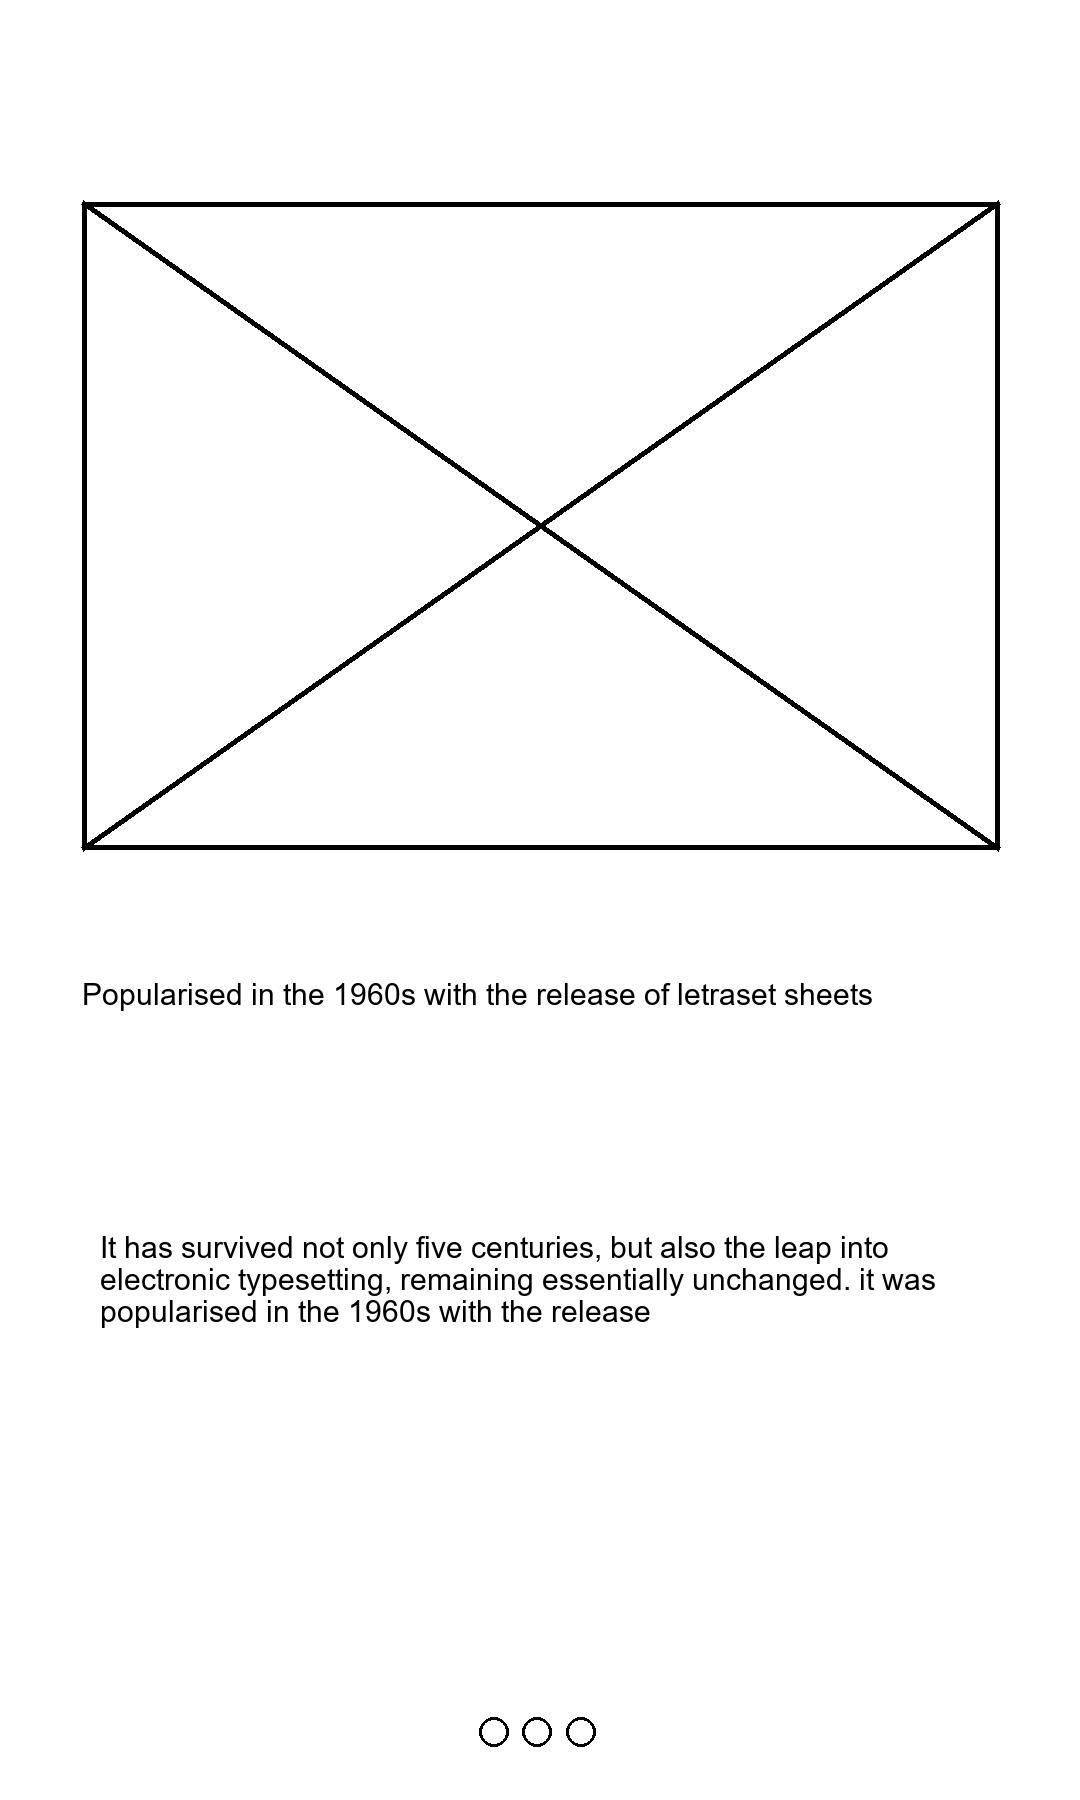 Popularised in the 1960s with the release of letraset sheets
It has survived not only five centuries, but also the leap into
electronic typesetting, remaining essentially unchanged. it was
popularised in the 1960s with the release